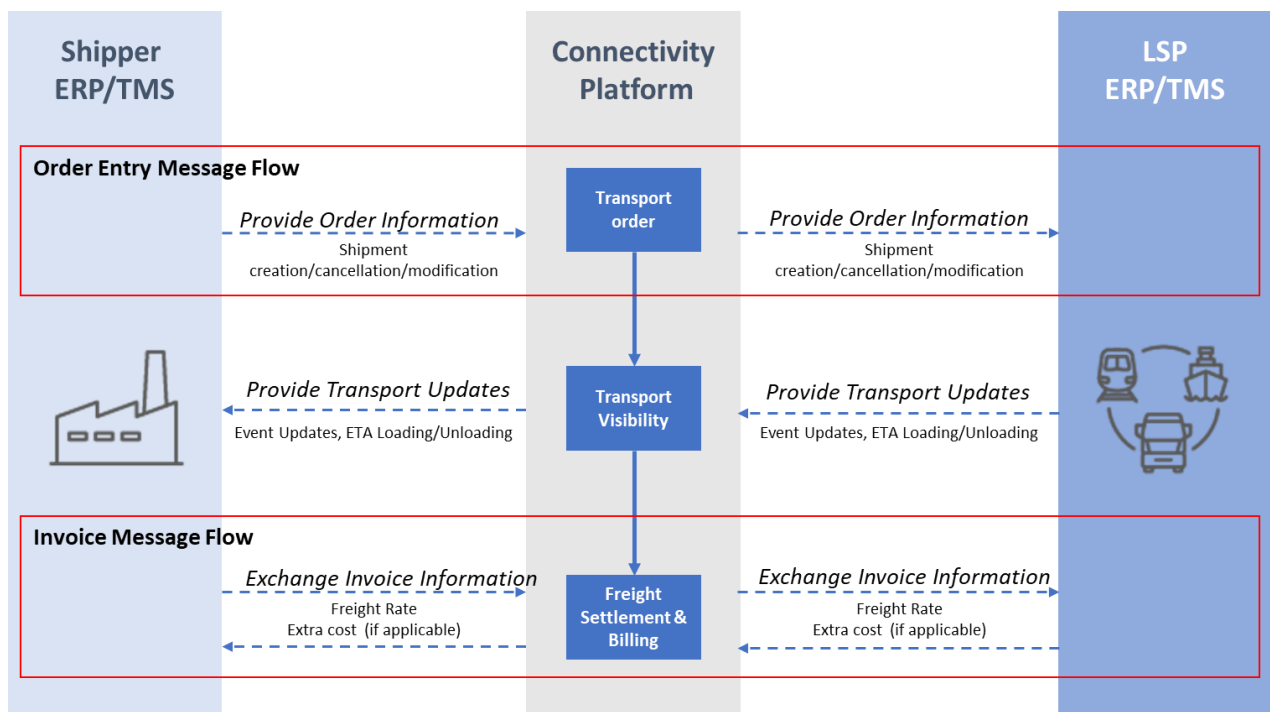 Shipper
ERP/TMS
Connectivity
Platform
LSP
ERP/TMS
Order Entry Message Flow
Provide Order Information
Shipment
creation/cancellation/modification
Transport
order
Provide Order Information
Shipment
creation/cancellation/modification
Provide Transport Updates
Event Updates, ETA Loading/Unloading
Transport
Visibility
Provide Transport Updates
Event Updates, ETA Loading/Unloading
Invoice Message Flow
Exchange Invoice Information
Freight Rate
Extra cost (if applicable)
Freight
Settlement &
Billing
Exchange Invoice Information
Freight Rate
Extra cost (if applicable)